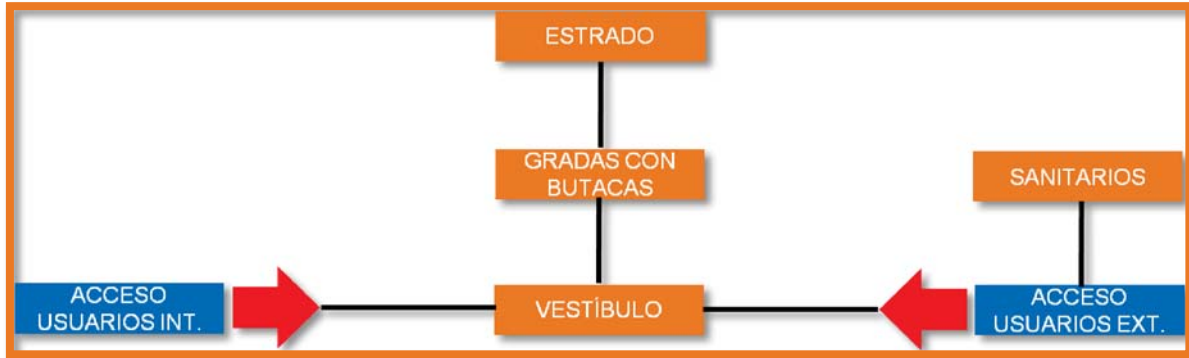 ESTRADO
GRADAS CON
BUTACAS
SANITARIOS
ACCESO
USUARIOS INT.
VESTÍBULO
ACCESO
USUARIOS EXT.